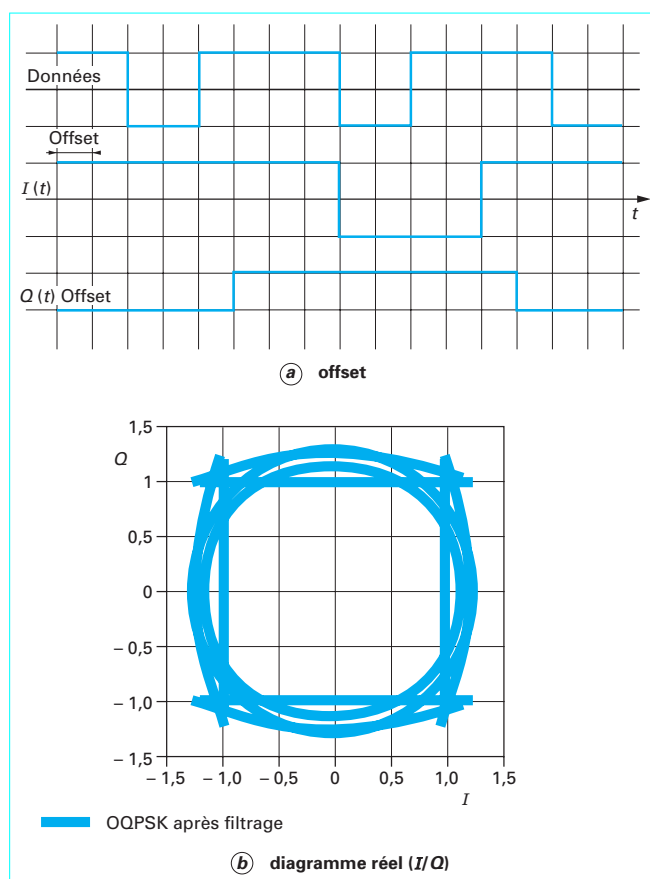 Données
Offset
I (t)
t
Q (t) Offset
a offset
1,5
Q
1
0,5
0
– 0,5
– 1,0
– 1,5
– 1,5 – 1,0 – 0,5 0 0,5 1,0 1,5
I
OQPSK après filtrage
b diagramme réel (I/Q)